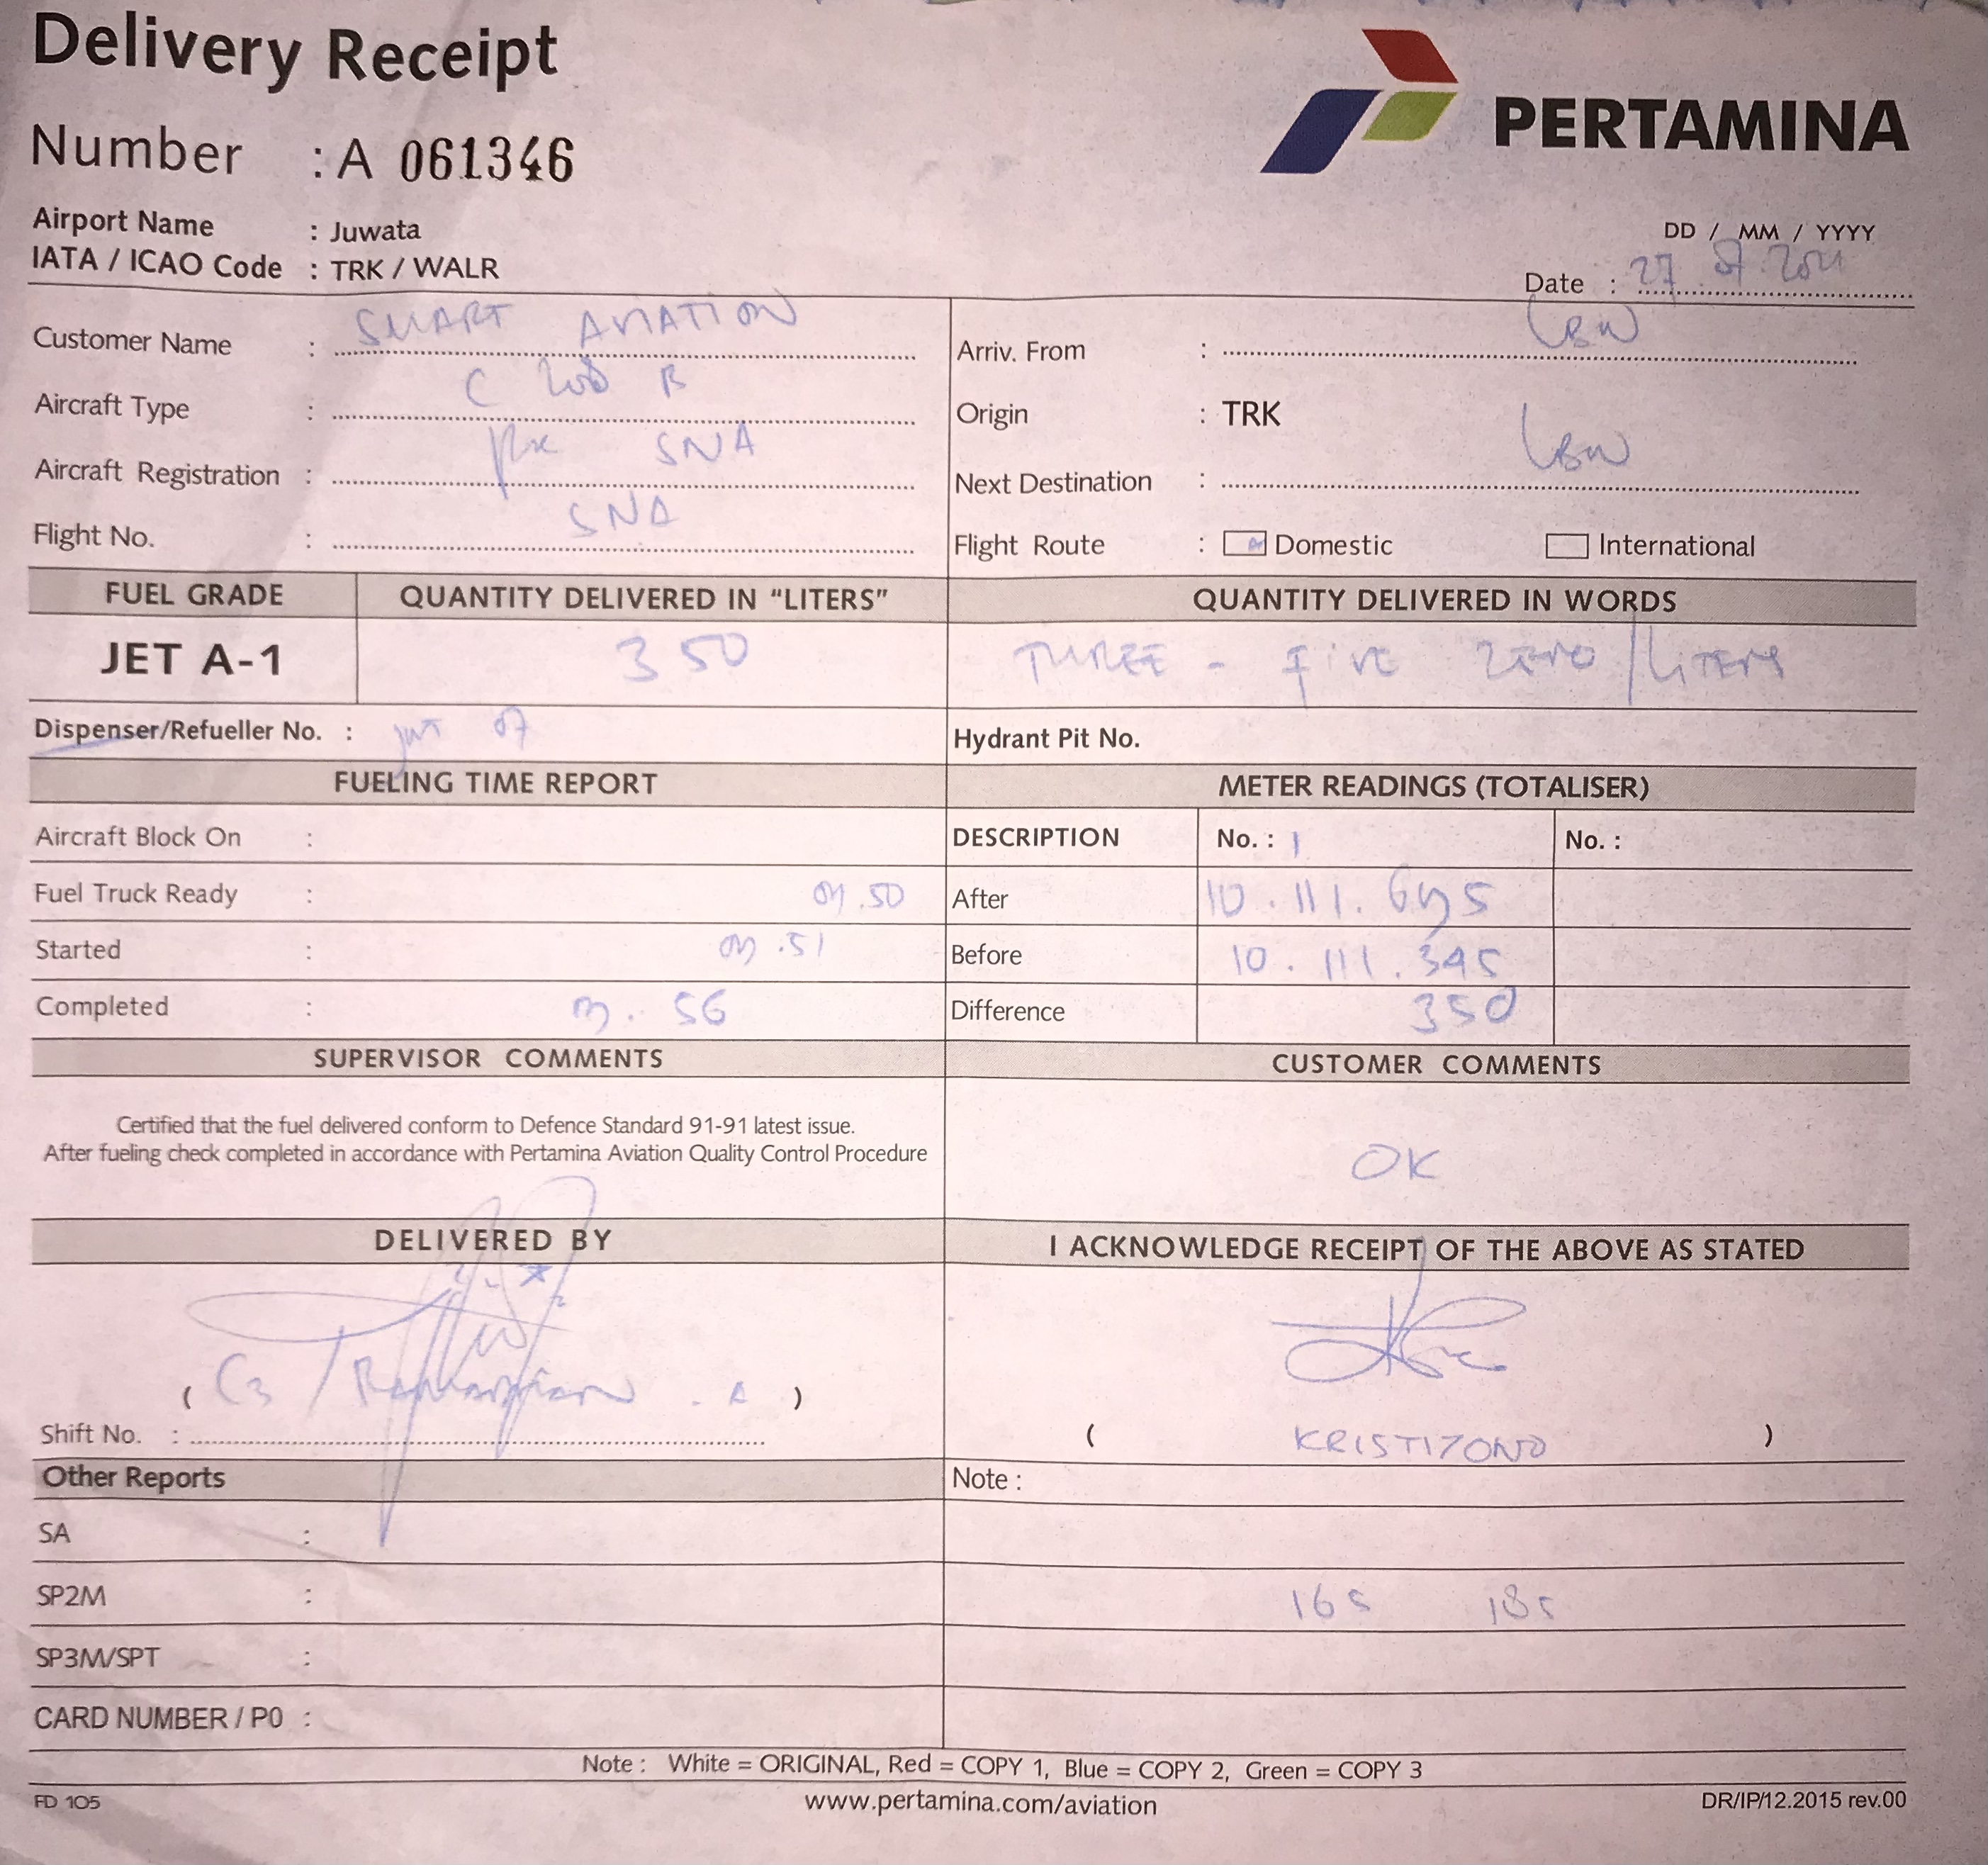 Delivery Receipt
PERTAMINA
Number : A 061346
Airport Name : Juwata
IATA / ICAO Code : TRK / WALR
DD / MM / YYYY
Date : 27
Customer Name : SMART AVIATION
Arriv. From : LBW
Aircraft Type : C 208 B
Origin : TRK
Aircraft Registration : PK SNA
Next Destination : LBW
Flight No. : SNA
Flight Route : Domestic International
FUEL GRADE QUANTITY DELIVERED IN "LITERS" QUANTITY DELIVERED IN WORDS
JET A-1 350 THREE - FIVE ZERO / LITERS
Dispenser/Refueller No. : 07
Hydrant Pit No.
FUELING TIME REPORT METER READINGS (TOTALISER)
Aircraft Block On : DESCRIPTION No. : 1 No. :
Fuel Truck Ready : .50 After 10.111.695
Started : .51 Before 10.111.345
Completed : . 56 Difference 350
SUPERVISOR COMMENTS CUSTOMER COMMENTS
Certified that the fuel delivered conform to Defence Standard 91-91 latest issue.
After fueling check completed in accordance with Pertamina Aviation Quality Control Procedure
OK
DELIVERED BY I ACKNOWLEDGE RECEIPT OF THE ABOVE AS STATED
( )
Shift No. :
( KRISTIYONO )
Other Reports Note :
SA :
SP2M : 165 185
SP3M/SPT :
CARD NUMBER / PO :
Note : White = ORIGINAL, Red = COPY 1, Blue = COPY 2, Green = COPY 3
FD 105 www.pertamina.com/aviation DR/IP/12.2015 rev.00